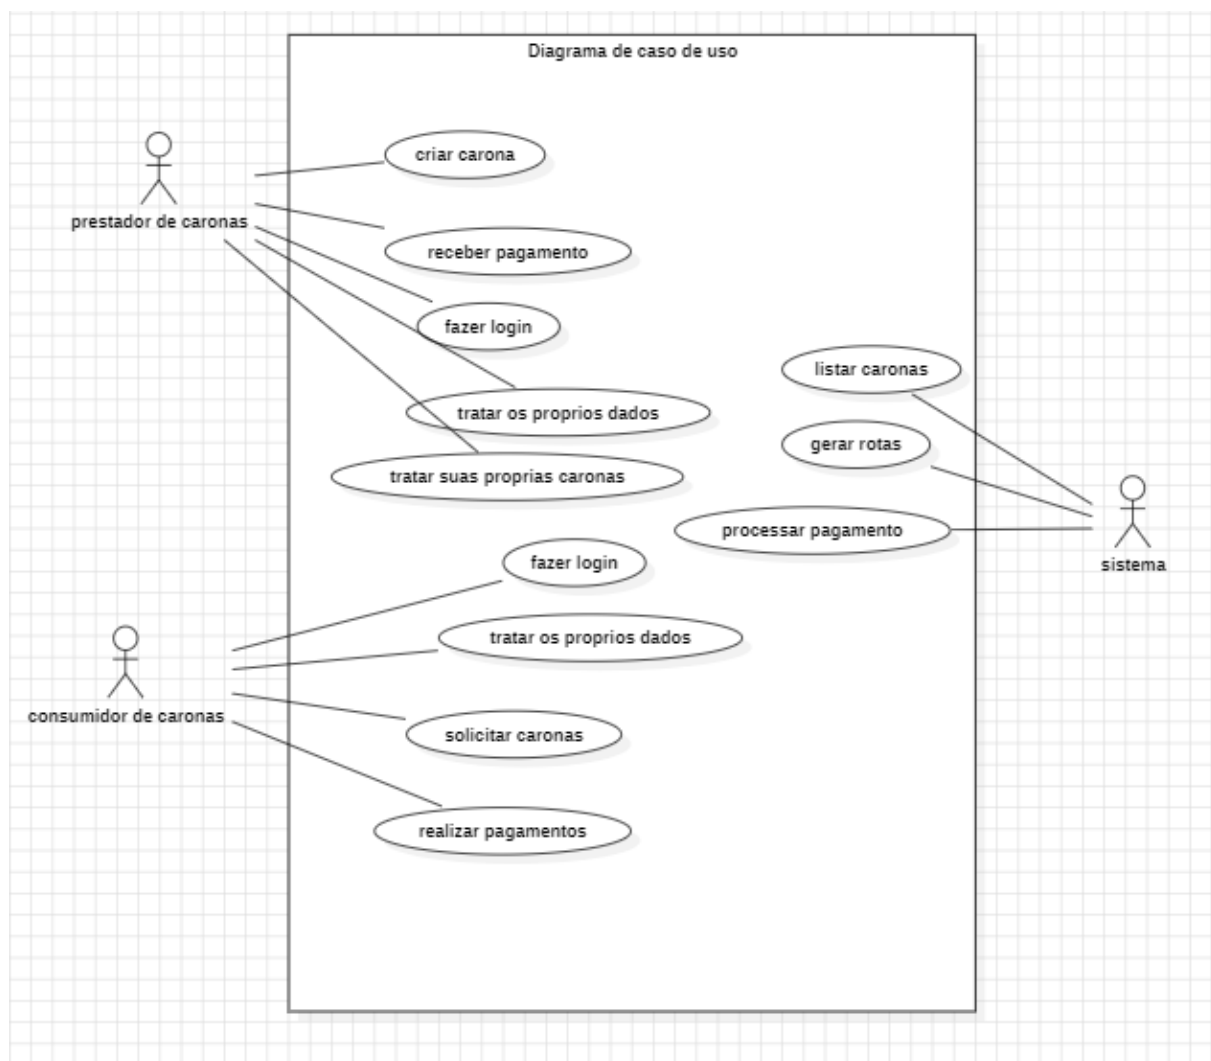 Diagrama de caso de uso
criar carona
prestador de caronas
receber pagamento
fazer login
listar caronas
tratar os proprios dados
gerar rotas
tratar suas proprias caronas
processar pagamento
fazer login
sistema
tratar os proprios dados
consumidor de caronas
solicitar caronas
realizar pagamentos